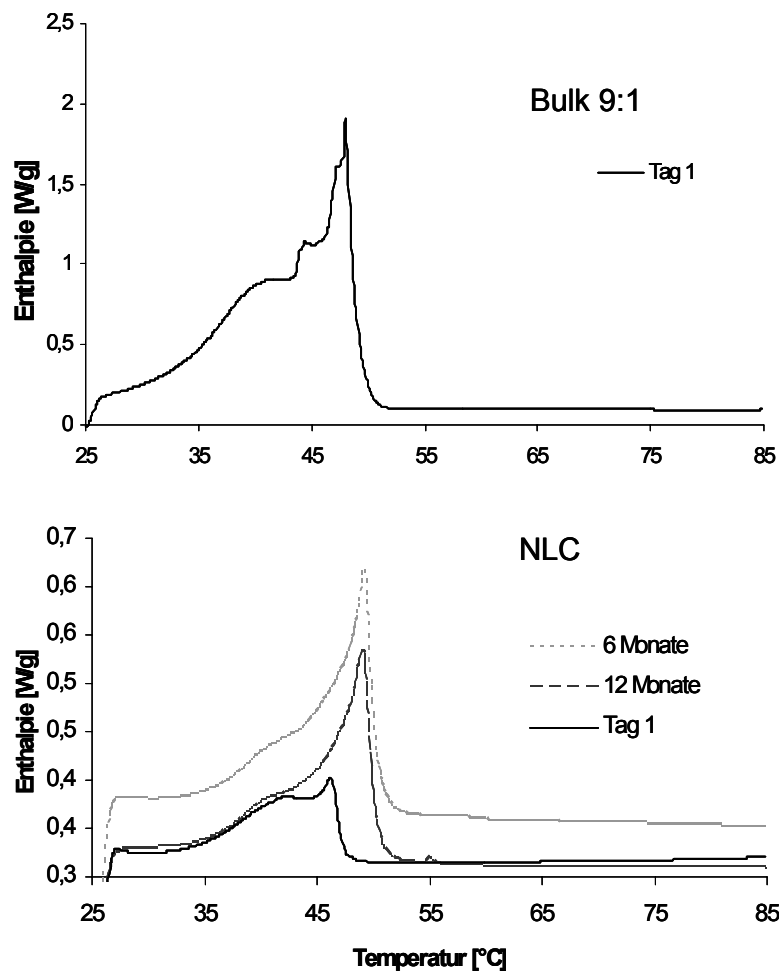 2,5
2
1,5
1
0,5
0
Enthalpie [W/g]
Bulk 9:1
Tag 1
25 35 45 55 65 75 85
0,7
0,6
0,6
0,5
0,5
0,4
0,4
0,3
Enthalpie [W/g]
NLC
6 Monate
12 Monate
Tag 1
25 35 45 55 65 75 85
Temperatur [°C]